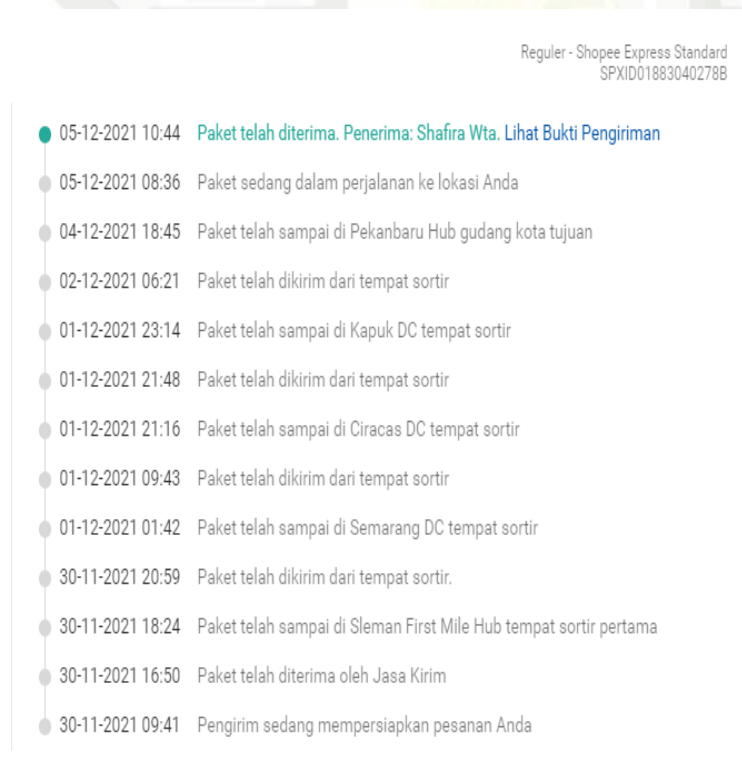 Reguler - Shopee Express Standard
SPXID01883040278B
05-12-2021 10:44 Paket telah diterima. Penerima: Shafira Wta. Lihat Bukti Pengiriman
05-12-2021 08:36 Paket sedang dalam perjalanan ke lokasi Anda
04-12-2021 18:45 Paket telah sampai di Pekanbaru Hub gudang kota tujuan
02-12-2021 06:21 Paket telah dikirim dari tempat sortir
01-12-2021 23:14 Paket telah sampai di Kapuk DC tempat sortir
01-12-2021 21:48 Paket telah dikirim dari tempat sortir
01-12-2021 21:16 Paket telah sampai di Ciracas DC tempat sortir
01-12-2021 09:43 Paket telah dikirim dari tempat sortir
01-12-2021 01:42 Paket telah sampai di Semarang DC tempat sortir
30-11-2021 20:59 Paket telah dikirim dari tempat sortir.
30-11-2021 18:24 Paket telah sampai di Sleman First Mile Hub tempat sortir pertama
30-11-2021 16:50 Paket telah diterima oleh Jasa Kirim
30-11-2021 09:41 Pengirim sedang mempersiapkan pesanan Anda